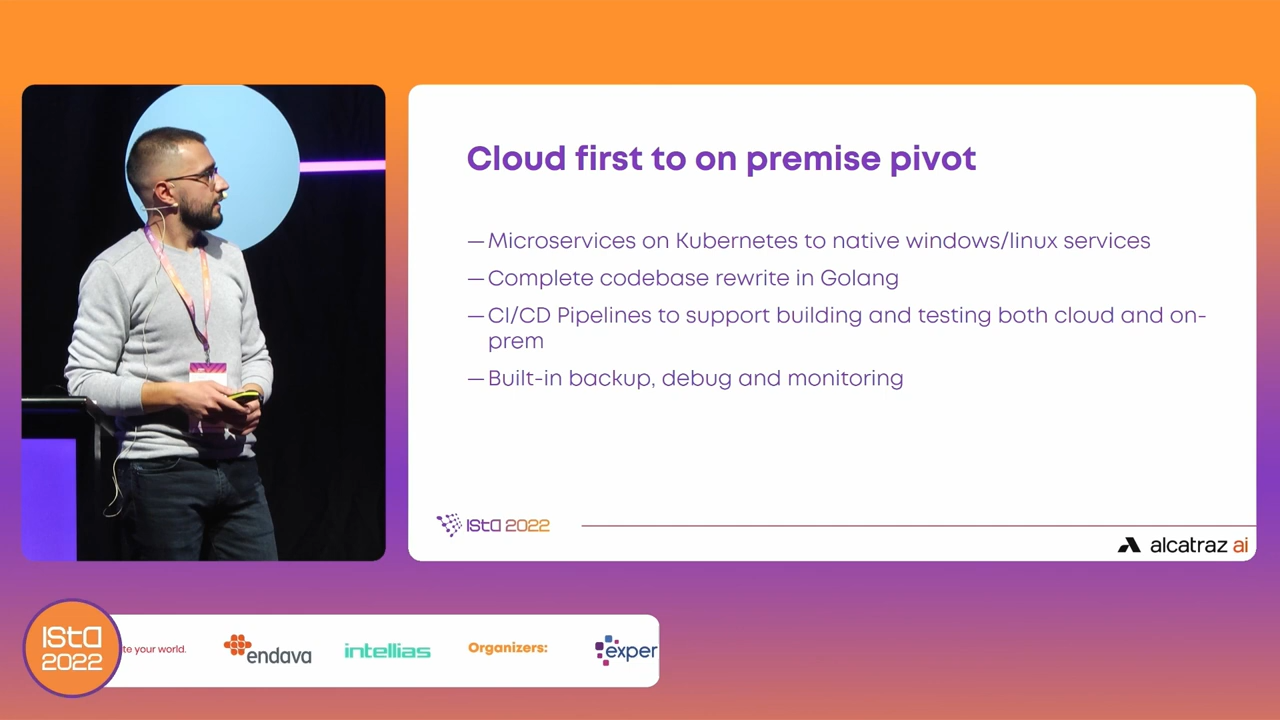 Cloud first to on premise pivot
— Microservices on Kubernetes to native windows/linux services
— Complete codebase rewrite in Golang
— CI/CD Pipelines to support building and testing both cloud and on-
prem
— Built-in backup, debug and monitoring
ISTA 2022
alcatraz ai
ISTA
2022
te your world.
endava
intellias
Organizers:
exper